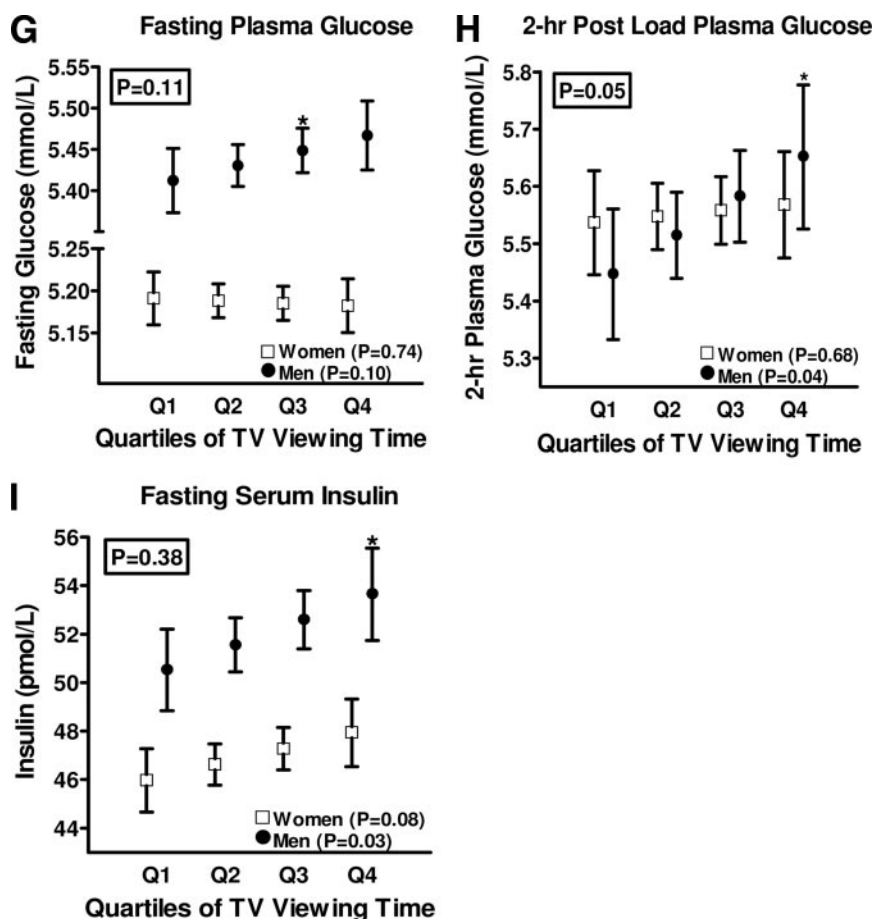 G
Fasting Plasma Glucose
P=0.11
Fasting Glucose (mmol/L)
5.55
5.50
5.45
5.40
5.25
5.20
5.15
*
Women (P=0.74)
Men (P=0.10)
Q1 Q2 Q3 Q4
Quartiles of TV Viewing Time
H
2-hr Post Load Plasma Glucose
P=0.05
2-hr Plasma Glucose (mmol/L)
5.8
5.7
5.6
5.5
5.4
5.3
*
Women (P=0.68)
Men (P=0.04)
Q1 Q2 Q3 Q4
Quartiles of TV Viewing Time
I
Fasting Serum Insulin
P=0.38
Insulin (pmol/L)
56
54
52
50
48
46
44
*
Women (P=0.08)
Men (P=0.03)
Q1 Q2 Q3 Q4
Quartiles of TV Viewing Time